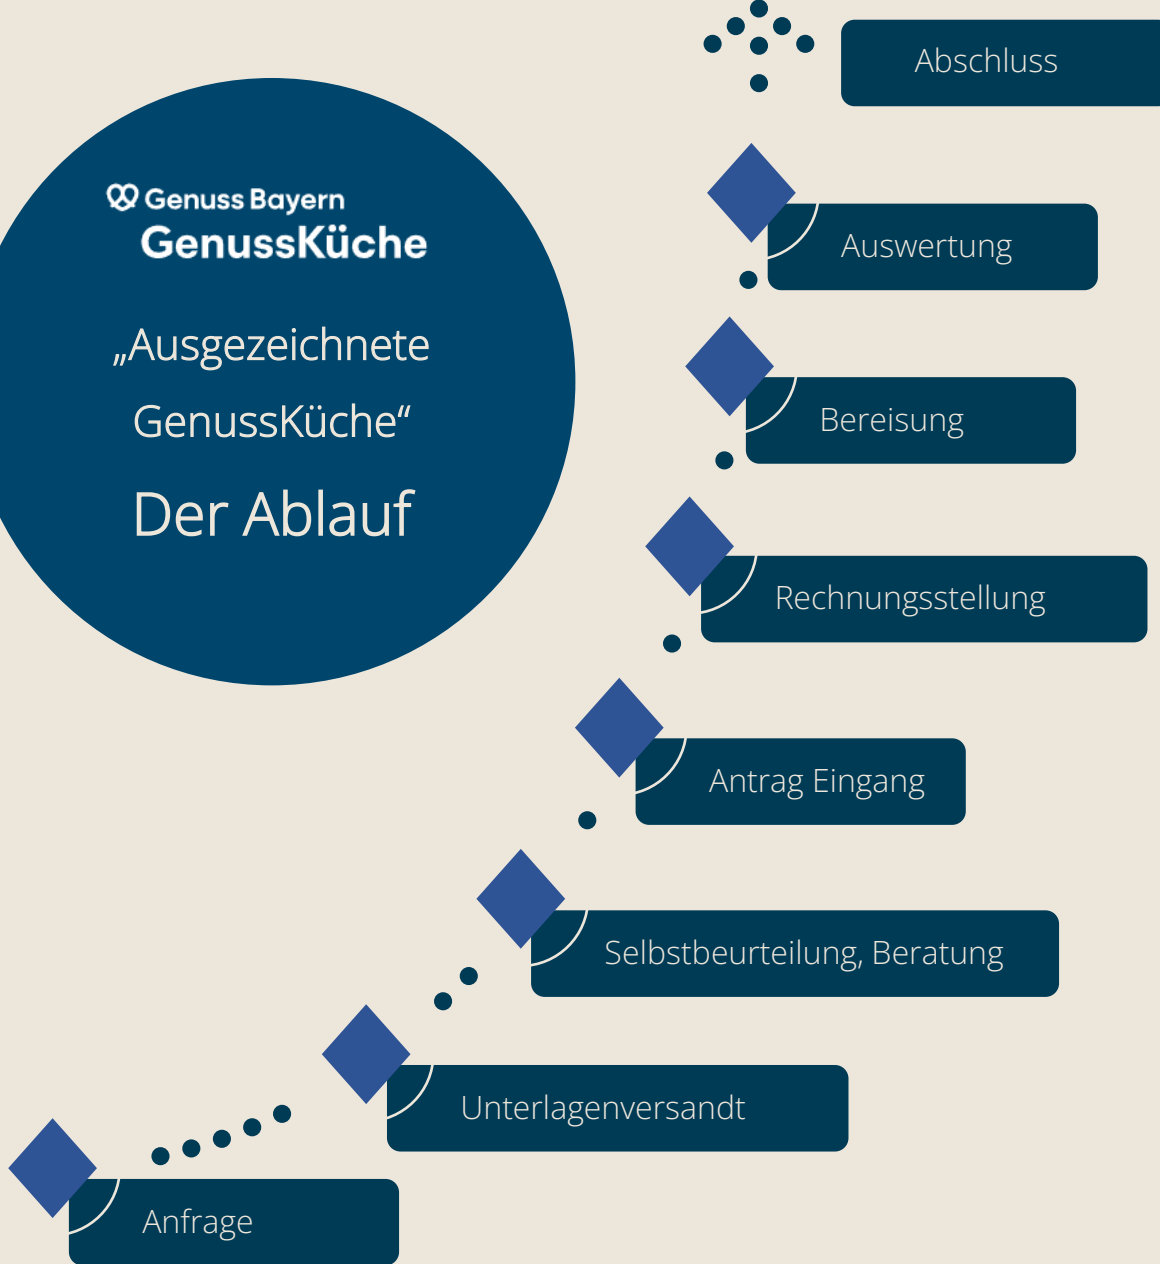 Genuss Bayern
GenussKüche
„Ausgezeichnete
GenussKüche“
Der Ablauf
Abschluss
Auswertung
Bereisung
Rechnungsstellung
Antrag Eingang
Selbstbeurteilung, Beratung
Unterlagenversandt
Anfrage